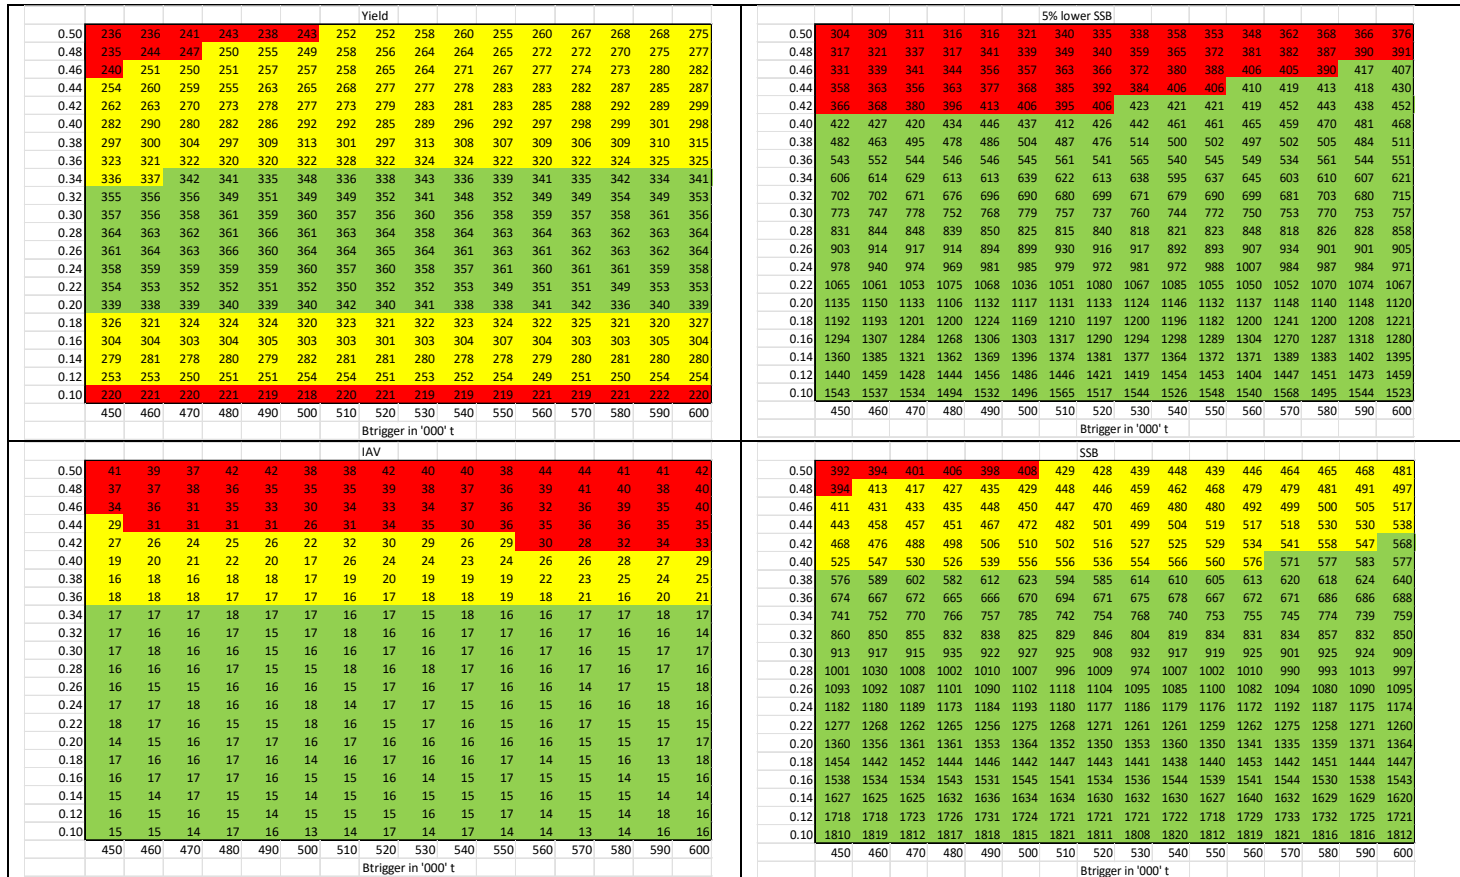 Yield
0.50 236 236 241 243 238 243 252 252 258 260 255 260 267 268 268 275
0.48 235 244 247 250 255 249 258 256 264 264 265 272 272 270 275 277
0.46 240 251 250 251 257 257 258 265 264 271 267 277 274 273 280 282
0.44 254 260 259 255 263 265 268 277 277 278 283 283 282 287 285 287
0.42 262 263 270 273 278 277 273 279 283 281 283 285 288 292 289 299
0.40 282 290 280 282 286 292 292 285 289 296 292 297 298 299 301 298
0.38 297 300 304 297 309 313 301 297 313 308 307 309 306 309 310 315
0.36 323 321 322 320 320 322 328 322 324 324 322 320 322 324 325 325
0.34 336 337 342 341 335 348 336 338 343 336 339 341 335 342 334 341
0.32 355 356 356 349 351 349 349 352 341 348 352 349 349 354 349 353
0.30 357 356 358 361 359 360 357 356 360 356 358 359 357 358 361 356
0.28 364 363 362 361 366 361 363 364 358 364 363 363 362 364 363 364
0.26 361 364 363 366 360 364 364 365 364 361 363 361 362 363 362 364
0.24 358 359 359 359 359 360 357 360 358 357 361 360 361 361 359 358
0.22 354 353 352 352 351 352 350 352 352 353 349 351 351 349 353 353
0.20 339 338 339 340 339 340 342 340 341 338 338 341 342 336 340 339
0.18 326 321 324 324 324 320 323 321 322 323 324 322 325 321 320 327
0.16 304 304 303 304 305 303 303 301 303 304 307 304 303 303 305 304
0.14 279 281 278 280 279 282 281 281 280 278 278 279 280 281 280 280
0.12 253 253 250 251 251 254 254 251 253 252 254 249 251 250 254 254
0.10 220 221 220 221 219 218 220 221 219 219 219 221 219 221 222 220
450 460 470 480 490 500 510 520 530 540 550 560 570 580 590 600
Btrigger in '000' t
5% lower SSB
0.50 304 309 311 316 316 321 340 335 338 358 353 348 362 368 366 376
0.48 317 321 337 317 341 339 349 340 359 365 372 381 382 387 390 391
0.46 331 339 341 344 356 357 363 366 372 380 388 406 405 390 417 407
0.44 358 363 356 363 377 368 385 392 384 406 406 410 419 413 418 430
0.42 366 368 380 396 413 406 395 406 423 421 421 419 452 443 438 452
0.40 422 427 420 434 446 437 412 426 442 461 461 465 459 470 481 468
0.38 482 463 495 478 486 504 487 476 514 500 502 497 502 505 484 511
0.36 543 552 544 546 546 545 561 541 565 540 545 549 534 561 544 551
0.34 606 614 629 613 613 639 622 613 638 595 637 645 603 610 607 621
0.32 702 702 671 676 696 690 680 699 671 679 690 699 681 703 680 715
0.30 773 747 778 752 768 779 757 737 760 744 772 750 753 770 753 757
0.28 831 844 848 839 850 825 815 840 818 821 823 848 818 826 828 858
0.26 903 914 917 914 894 899 930 916 917 892 893 907 934 901 901 905
0.24 978 940 974 969 981 985 979 972 981 972 988 1007 984 987 984 971
0.22 1065 1061 1053 1075 1068 1036 1051 1080 1067 1085 1055 1050 1052 1070 1074 1067
0.20 1135 1150 1133 1106 1132 1117 1131 1133 1124 1146 1132 1137 1148 1140 1148 1120
0.18 1192 1193 1201 1200 1224 1169 1210 1197 1200 1196 1182 1200 1241 1200 1208 1221
0.16 1294 1307 1284 1268 1306 1303 1317 1290 1294 1298 1289 1304 1270 1287 1318 1280
0.14 1360 1385 1321 1362 1369 1396 1374 1381 1377 1364 1372 1371 1389 1383 1402 1395
0.12 1440 1459 1428 1444 1456 1486 1446 1421 1419 1454 1453 1406 1447 1451 1473 1459
0.10 1543 1537 1534 1494 1532 1496 1565 1517 1544 1526 1548 1540 1568 1495 1544 1523
450 460 470 480 490 500 510 520 530 540 550 560 570 580 590 600
Btrigger in '000' t
IAV
0.50 41 39 37 42 42 38 38 42 40 40 38 44 44 41 41 42
0.48 37 37 38 36 35 35 35 39 38 37 36 39 41 40 38 40
0.46 34 36 31 35 33 30 34 33 34 37 36 32 36 39 35 40
0.44 29 31 31 31 31 26 31 34 35 30 36 35 36 36 35 35
0.42 27 26 24 25 26 22 32 30 29 26 29 30 28 32 34 33
0.40 19 20 21 22 20 17 26 24 24 23 24 26 26 28 27 29
0.38 16 18 16 18 18 17 19 20 19 19 19 22 23 25 24 25
0.36 18 18 18 17 17 17 16 17 18 18 19 18 21 16 20 21
0.34 17 17 17 18 17 17 16 17 15 18 16 16 17 17 18 17
0.32 17 16 16 17 15 17 18 16 16 17 16 16 17 16 16 14
0.30 17 18 16 16 15 16 16 17 17 16 17 16 16 15 17 17
0.28 16 16 16 17 15 15 18 16 18 17 16 16 17 16 17 16
0.26 16 15 15 16 16 16 15 17 16 17 16 16 14 17 15 18
0.24 17 17 18 16 16 18 14 17 17 15 15 16 16 16 18 16
0.22 18 17 16 15 15 18 16 15 17 15 16 16 15 17 16 16
0.20 14 15 16 17 17 16 17 16 16 16 15 16 15 15 17 17
0.18 17 16 16 17 16 14 16 16 17 14 16 15 15 16 13 18
0.16 16 17 17 17 16 15 15 16 14 15 17 15 15 14 15 16
0.14 15 14 17 15 15 14 15 16 15 15 16 15 15 15 14 14
0.12 16 15 16 15 14 15 15 15 15 16 17 14 15 14 18 16
0.10 15 15 14 17 16 13 14 17 14 17 14 14 13 14 16 16
450 460 470 480 490 500 510 520 530 540 550 560 570 580 590 600
Btrigger in '000' t
SSB
0.50 392 394 401 406 398 408 429 428 439 448 439 446 464 465 468 481
0.48 394 413 417 427 435 429 448 446 459 462 468 479 479 481 491 497
0.46 411 431 433 435 448 450 447 470 469 480 480 492 499 500 505 517
0.44 443 458 457 451 467 472 482 501 499 504 519 517 518 530 530 538
0.42 468 476 488 498 506 510 502 516 527 525 529 534 541 558 547 568
0.40 525 547 530 526 539 556 556 536 554 566 560 576 571 577 583 577
0.38 576 589 602 582 612 623 594 585 614 610 605 613 620 618 624 640
0.36 674 667 672 665 666 670 694 671 675 678 667 672 671 686 686 688
0.34 741 752 770 766 757 785 742 754 768 740 753 755 745 774 739 759
0.32 860 850 855 832 838 825 829 846 804 819 834 831 834 857 832 850
0.30 913 917 915 935 922 927 925 908 932 917 919 925 901 925 924 909
0.28 1001 1030 1008 1002 1010 1007 996 1009 974 1007 1002 1010 990 993 1013 997
0.26 1093 1092 1087 1101 1090 1102 1118 1104 1095 1085 1100 1082 1094 1080 1090 1095
0.24 1182 1180 1189 1173 1184 1193 1180 1177 1186 1179 1176 1172 1192 1187 1175 1174
0.22 1277 1268 1262 1265 1256 1275 1268 1271 1261 1261 1259 1262 1275 1258 1271 1260
0.20 1360 1356 1361 1361 1353 1364 1352 1350 1353 1360 1350 1341 1335 1359 1371 1364
0.18 1454 1442 1452 1444 1446 1442 1447 1443 1441 1438 1440 1453 1442 1451 1444 1447
0.16 1538 1534 1534 1543 1531 1545 1541 1534 1536 1544 1539 1541 1544 1530 1538 1543
0.14 1627 1625 1625 1632 1636 1634 1634 1630 1632 1630 1627 1640 1632 1629 1629 1620
0.12 1718 1718 1723 1726 1731 1724 1721 1721 1721 1722 1718 1729 1733 1732 1725 1721
0.10 1810 1819 1812 1817 1818 1815 1821 1811 1808 1820 1812 1819 1821 1816 1816 1812
450 460 470 480 490 500 510 520 530 540 550 560 570 580 590 600
Btrigger in '000' t